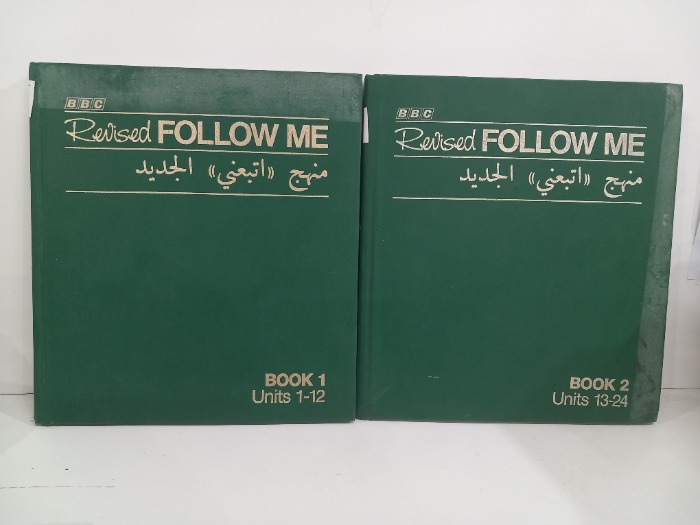 BBC
Revised FOLLOW ME
منهج «اتبعني» الجديد
BOOK 1
Units 1-12
BBC
Revised FOLLOW ME
منهج «اتبعني» الجديد
BOOK 2
Units 13-24